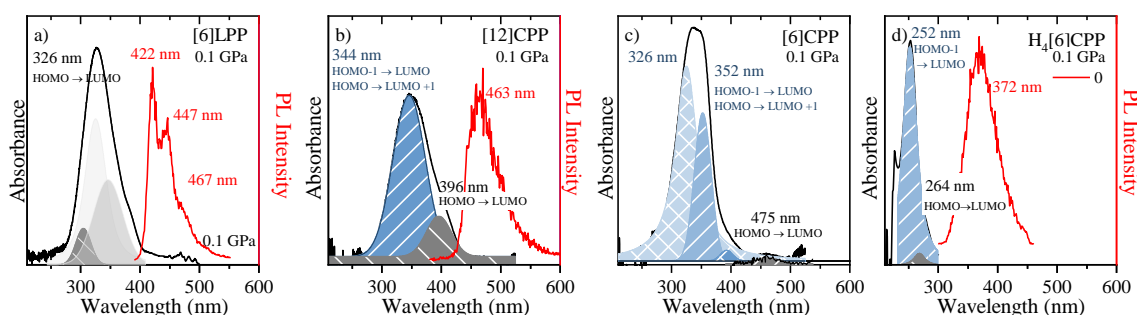 a)
[6]LPP
0.1 GPa
326 nm
HOMO → LUMO
422 nm
447 nm
467 nm
0.1 GPa
Absorbance
PL Intensity
300 400 500 600
Wavelength (nm)
b)
[12]CPP
0.1 GPa
344 nm
HOMO-1 → LUMO
HOMO → LUMO +1
463 nm
396 nm
HOMO → LUMO
Absorbance
PL Intensity
300 400 500 600
Wavelength (nm)
c)
[6]CPP
0.1 GPa
326 nm
352 nm
HOMO-1 → LUMO
HOMO → LUMO +1
475 nm
HOMO → LUMO
Absorbance
PL Intensity
300 400 500 600
Wavelength (nm)
d)
H₄[6]CPP
0.1 GPa
252 nm
HOMO-1
→ LUMO
0
372 nm
264 nm
HOMO→LUMO
Absorbance
PL Intensity
300 400 500 600
Wavelength (nm)